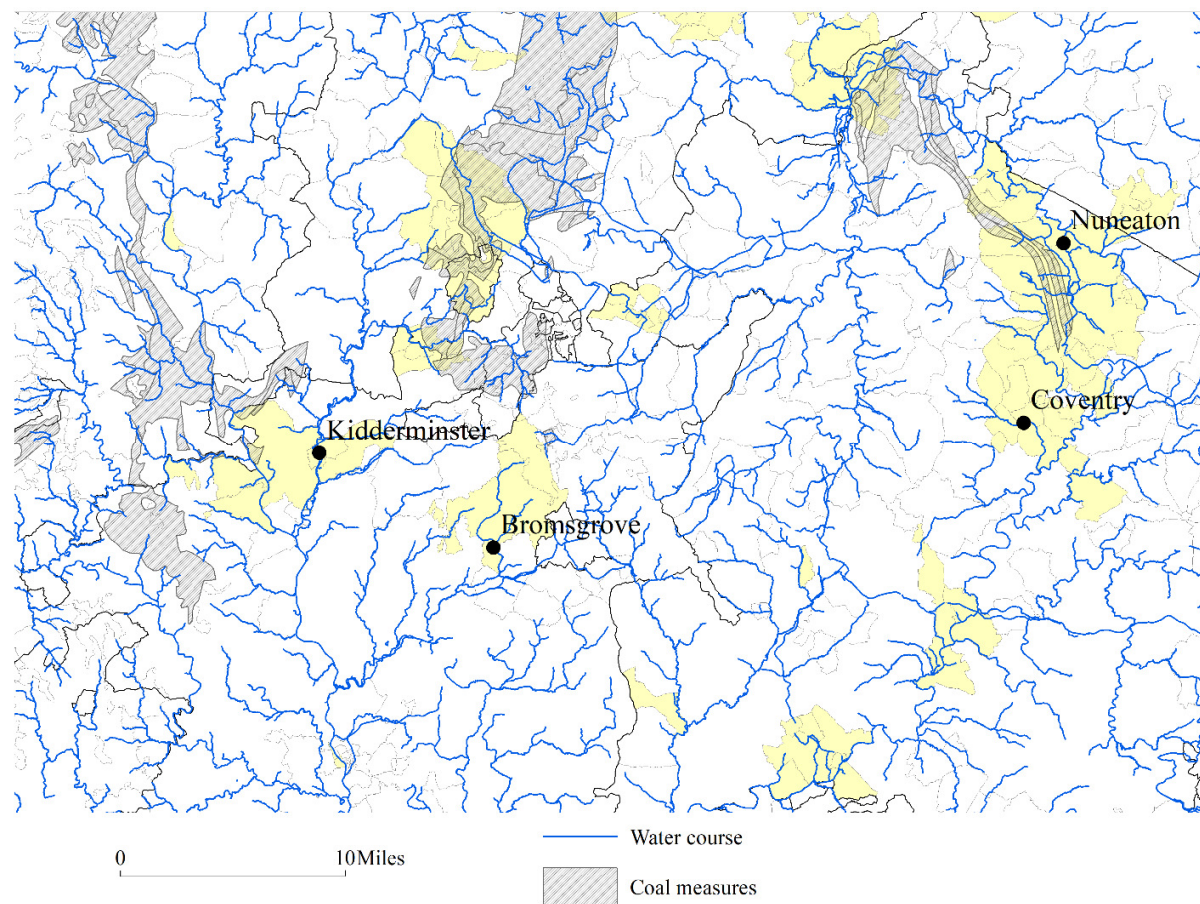 Nuneaton
Coventry
Kidderminster
Bromsgrove
Water course
0 10Miles
Coal measures